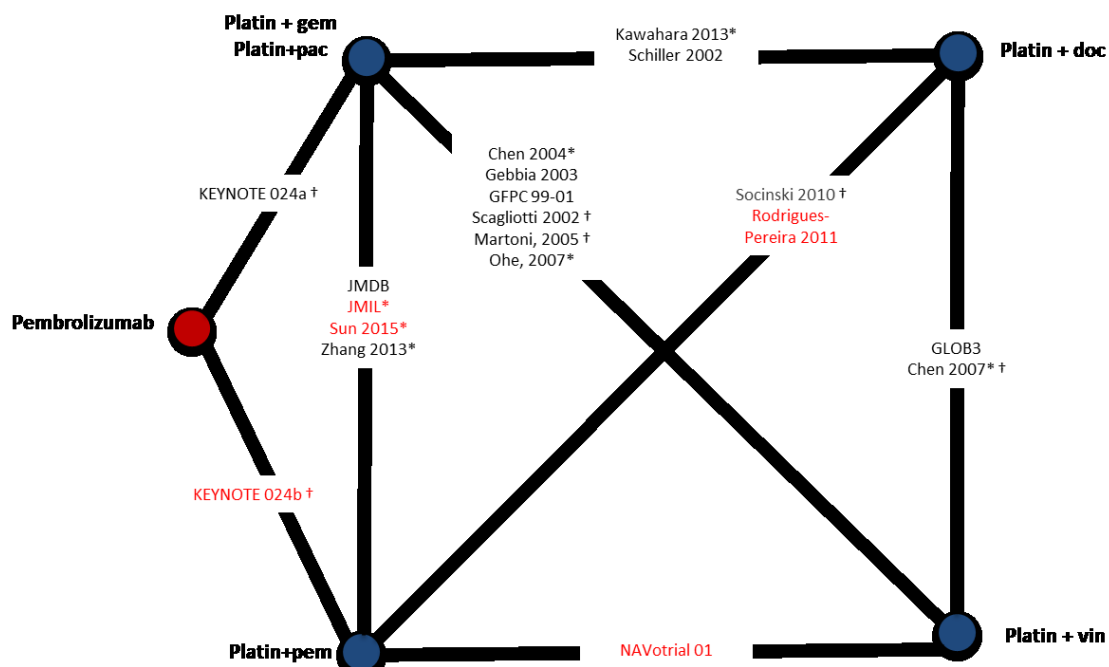 Platin + gem
Platin+pac
Kawahara 2013*
Schiller 2002
Platin + doc
Chen 2004*
Gebbia 2003
GFPC 99-01
Scagliotti 2002 †
Martoni, 2005 †
Ohe, 2007*
KEYNOTE 024a †
Socinski 2010 †
Rodrigues-
Pereira 2011
JMDB
JMIL*
Sun 2015*
Zhang 2013*
Pembrolizumab
GLOB3
Chen 2007* †
KEYNOTE 024b †
Platin+pem
NAVotrial 01
Platin + vin